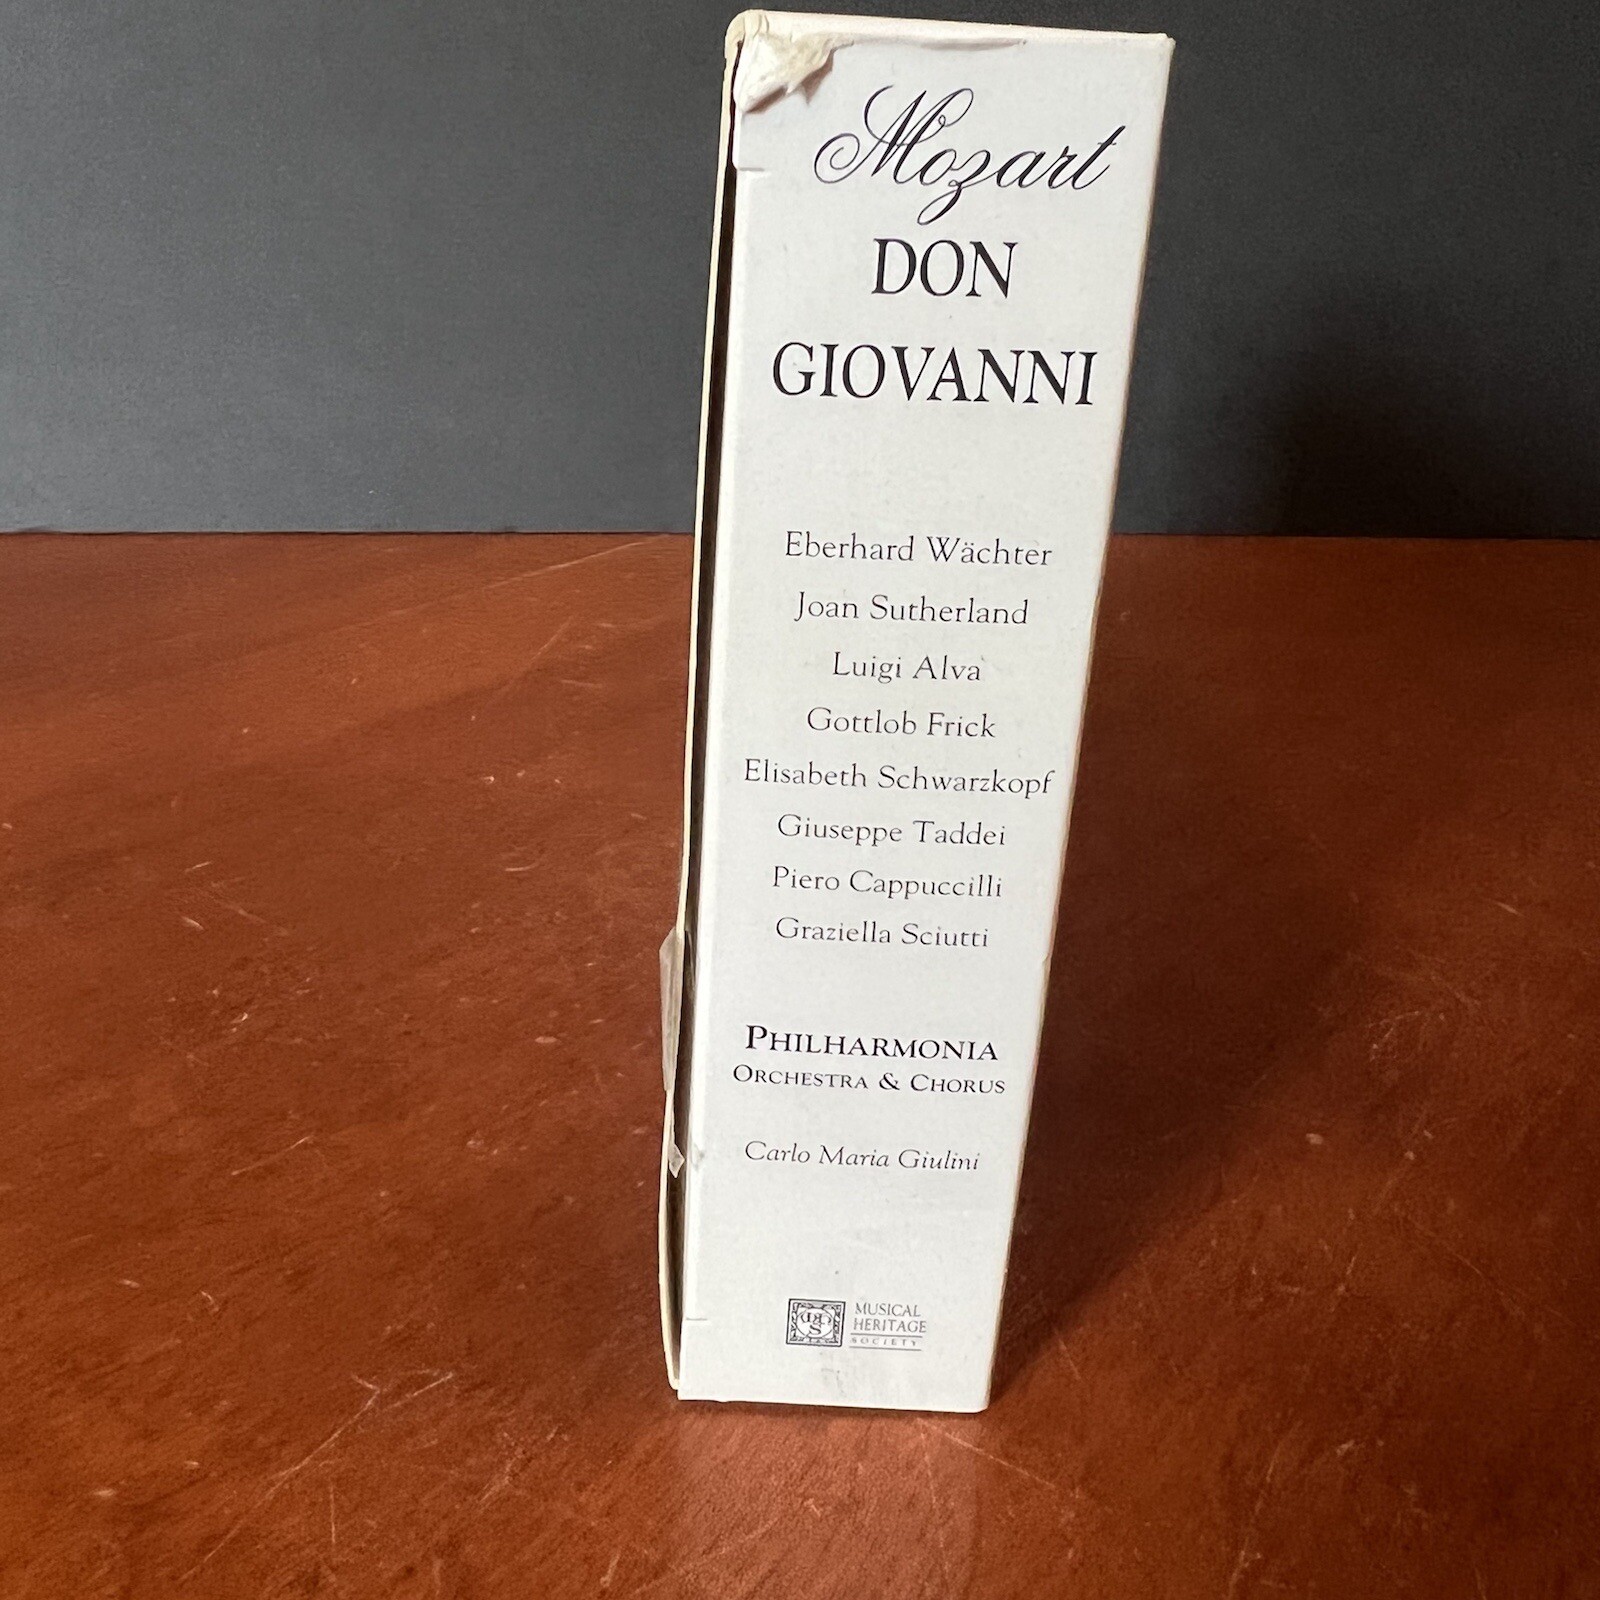 Mozart
DON
GIOVANNI
Eberhard Wächter
Joan Sutherland
Luigi Alva
Gottlob Frick
Elisabeth Schwarzkopf
Giuseppe Taddei
Piero Cappuccilli
Graziella Sciutti
PHILHARMONIA
ORCHESTRA & CHORUS
Carlo Maria Giulini
MUSICAL
HERITAGE
SOCIETY